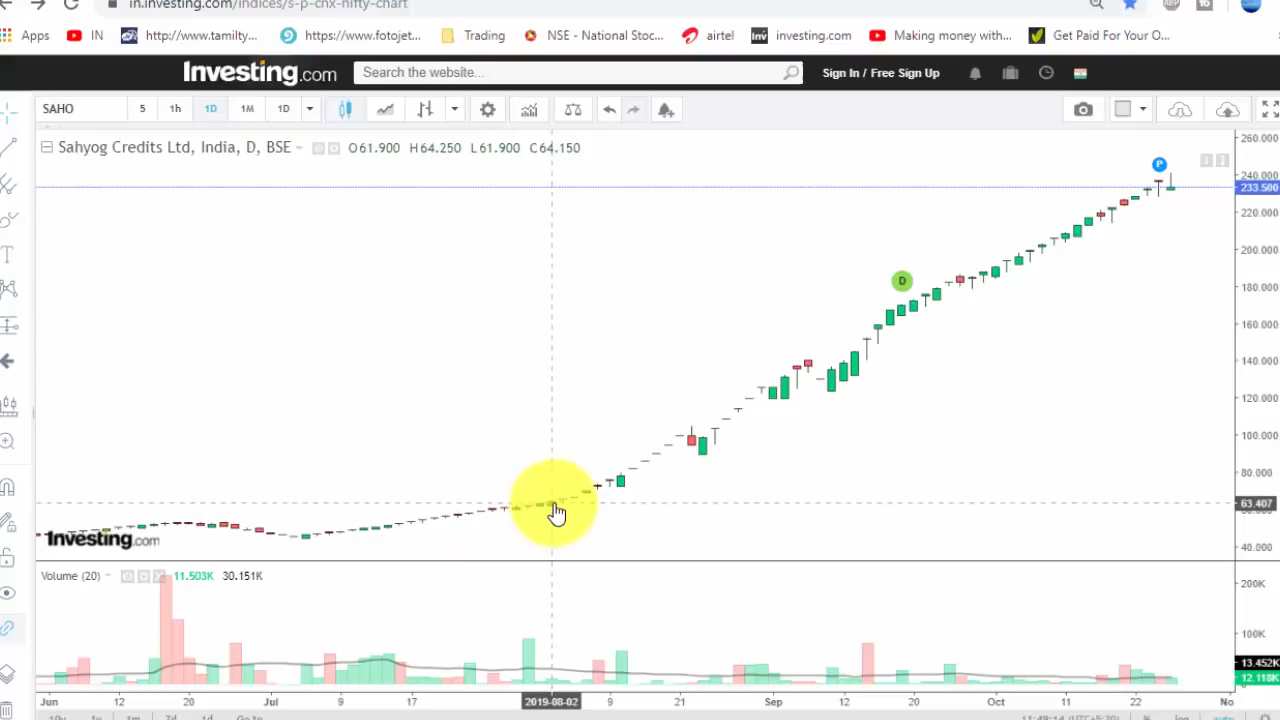 in.investing.com/indices/s-p-cnx-nifty-chart
Apps IN http://www.tamilty... https://www.fotojet... Trading NSE - National Stoc... airtel investing.com Making money with... Get Paid For Your O...
Investing.com Search the website... Sign In / Free Sign Up
SAHO 5 1h 1D 1M 1D
Sahyog Credits Ltd, India, D, BSE O61.900 H64.250 L61.900 C64.150
260.000
P
240.000
233.500
220.000
200.000
D
180.000
160.000
140.000
120.000
100.000
80.000
63.407
Investing.com
40.000
Volume (20) 11.503K 30.151K
200K
100K
13.452K
12.118K
Jun 12 20 Jul 9 17 2019-08-02 9 21 Sep 12 20 Oct 11 22 No